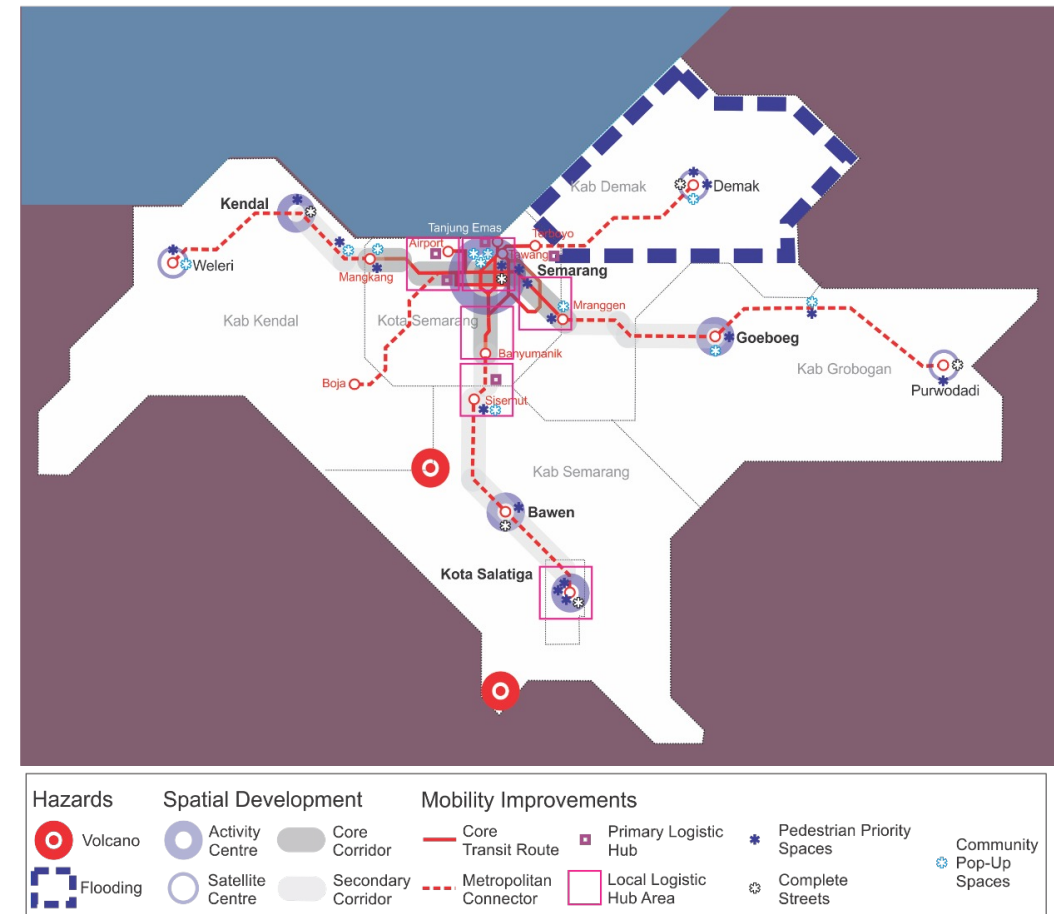 Kab Demak
Demak
Kendal
Tanjung Emas
Terboyo
Airport
Tawang
Semarang
Weleri
Mangkang
Mranggen
Kab Kendal
Kota Semarang
Goeboeg
Banyumanik
Kab Grobogan
Boja
Purwodadi
Sisemut
Kab Semarang
Bawen
Kota Salatiga
Hazards
Volcano
Flooding
Spatial Development
Activity
Centre
Core
Corridor
Satellite
Centre
Secondary
Corridor
Mobility Improvements
Core
Transit Route
Metropolitan
Connector
Primary Logistic
Hub
Local Logistic
Hub Area
Pedestrian Priority
Spaces
Complete
Streets
Community
Pop-Up
Spaces